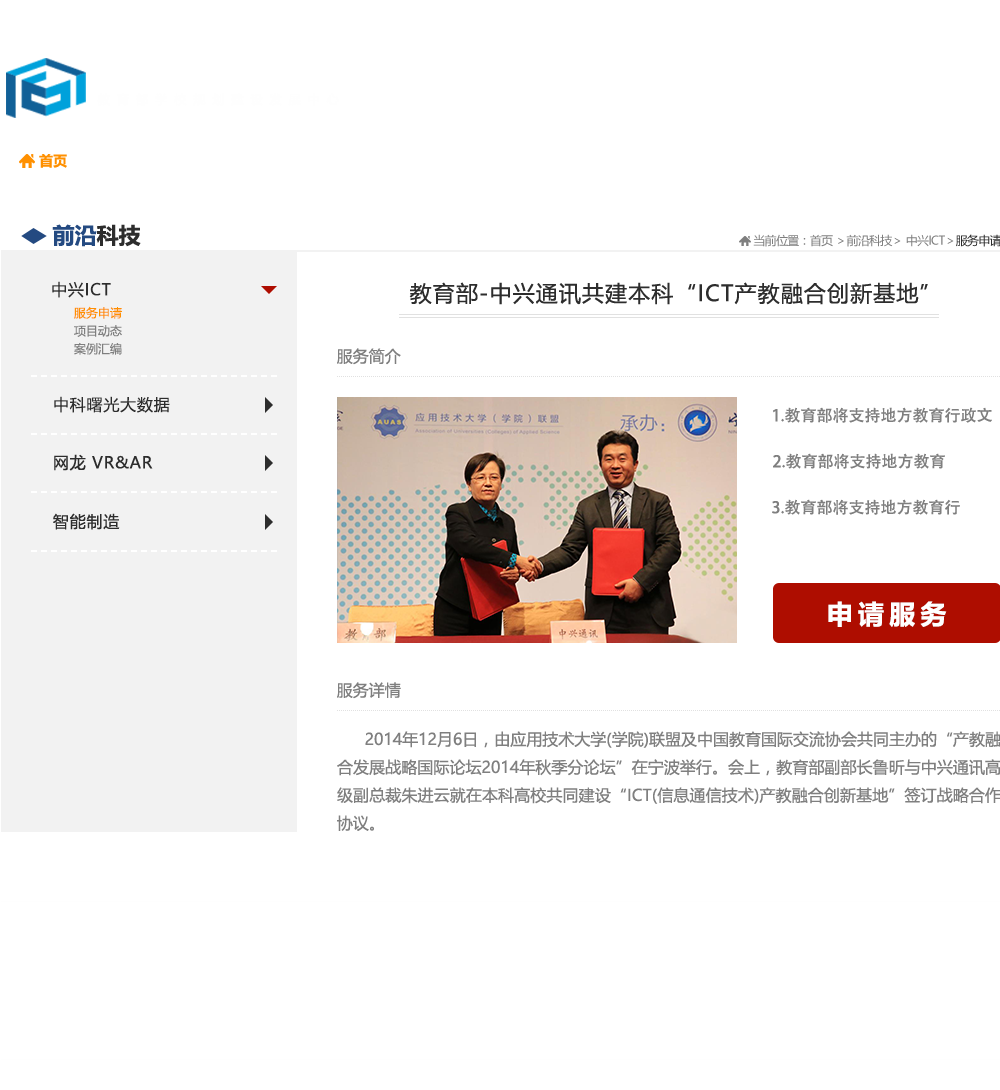 首页
前沿科技
当前位置：首页 > 前沿科技 > 中兴ICT > 服务申请
中兴ICT
服务申请
项目动态
案例汇编
中科曙光大数据
网龙 VR&AR
智能制造
教育部-中兴通讯共建本科“ICT产教融合创新基地”
服务简介
AUAS
应用技术大学（学院）联盟
Association of Universities (Colleges) of Applied Science
承办：
教育部
中兴通讯
1.教育部将支持地方教育行政文
2.教育部将支持地方教育
3.教育部将支持地方教育行
申请服务
服务详情
2014年12月6日，由应用技术大学(学院)联盟及中国教育国际交流协会共同主办的“产教融
合发展战略国际论坛2014年秋季分论坛”在宁波举行。会上，教育部副部长鲁昕与中兴通讯高
级副总裁朱进云就在本科高校共同建设“ICT(信息通信技术)产教融合创新基地”签订战略合作
协议。